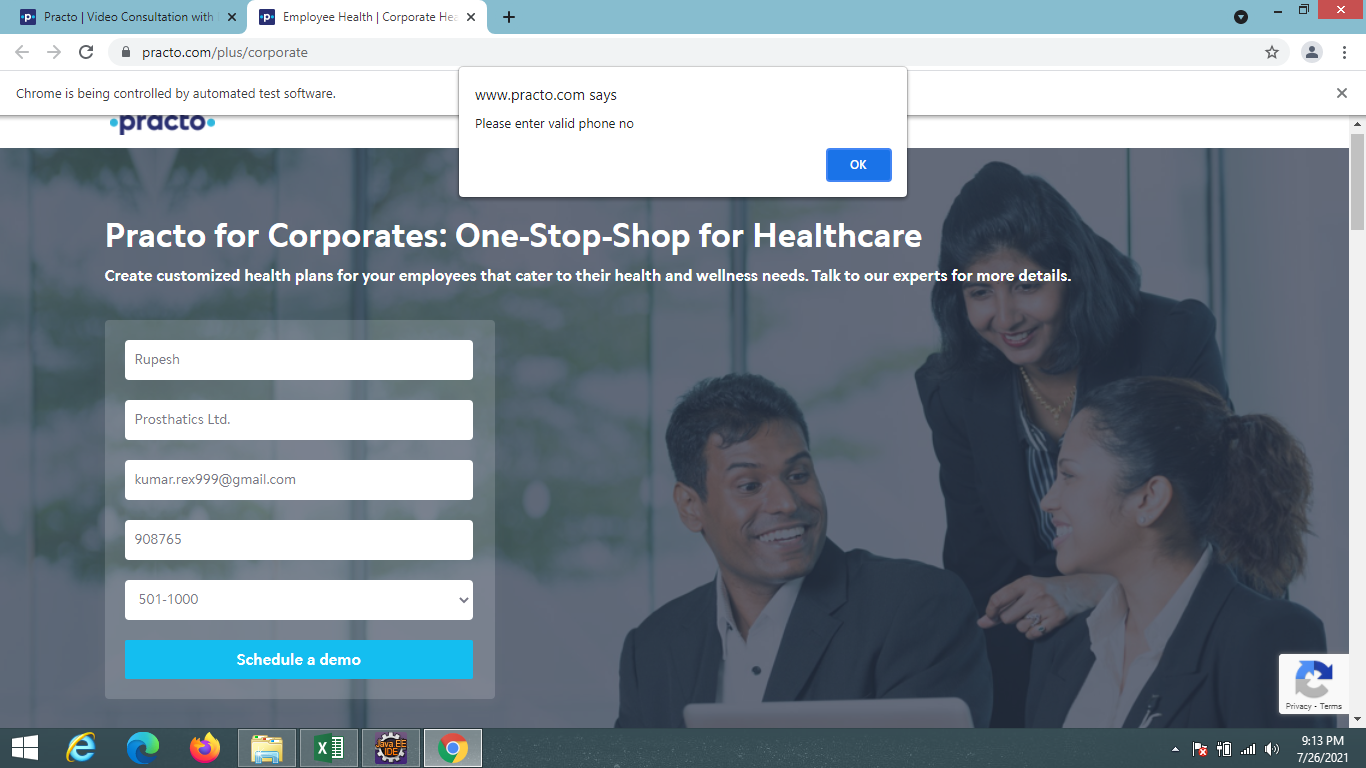 Practo | Video Consultation with
Employee Health | Corporate Hea
practo.com/plus/corporate
Chrome is being controlled by automated test software.
www.practo.com says
Please enter valid phone no
OK
practo
Practo for Corporates: One-Stop-Shop for Healthcare
Create customized health plans for your employees that cater to their health and wellness needs. Talk to our experts for more details.
Rupesh
Prosthatics Ltd.
kumar.rex999@gmail.com
908765
501-1000
Schedule a demo
Privacy - Terms
Java EE
IDE
9:13 PM
7/26/2021